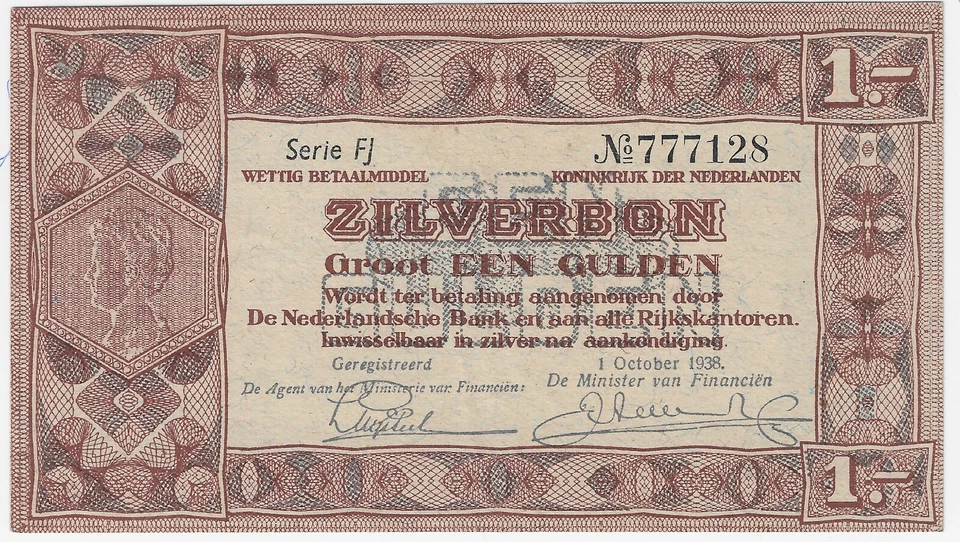 1.-
Serie FJ № 777128
WETTIG BETAALMIDDEL KONINKRIJK DER NEDERLANDEN
ZILVERBON
Groot EEN GULDEN
Wordt ter betaling aangenomen door
De Nederlandsche Bank en aan alle Rijkskantoren.
Inwisselbaar in zilver na aankondiging.
Geregistreerd 1 October 1938.
De Agent van het Ministerie van Financiën: De Minister van Financiën
1.-